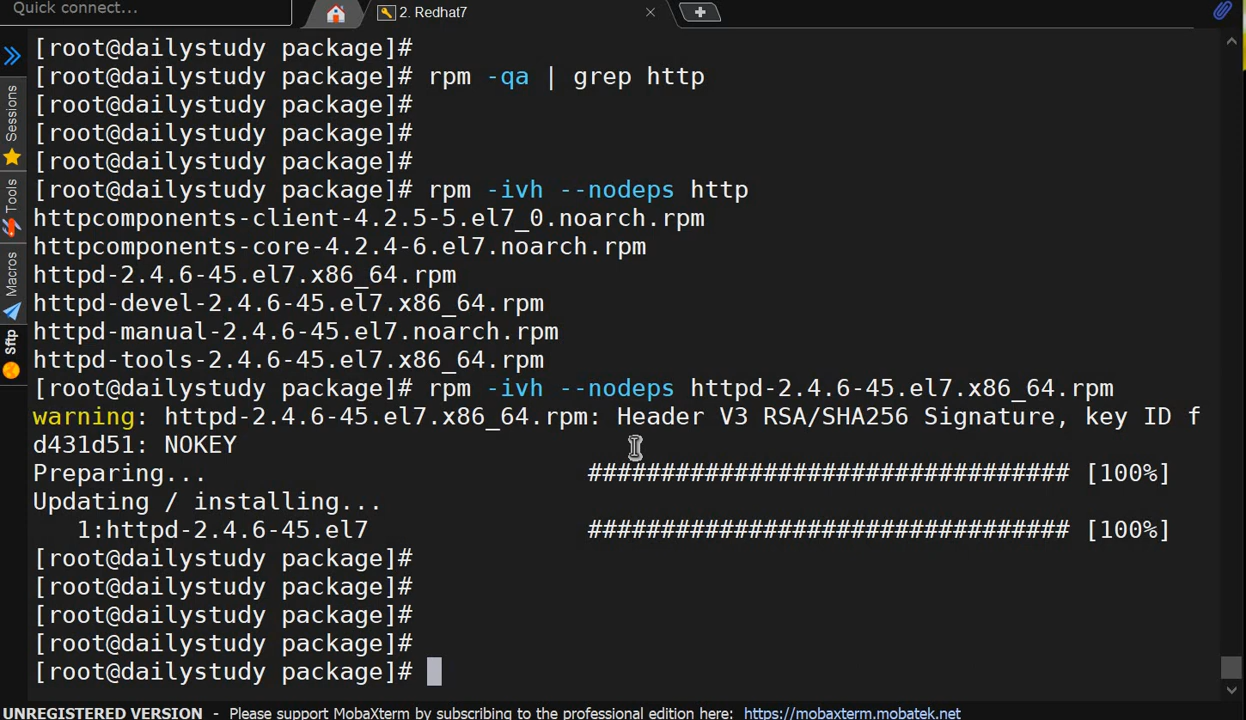 Quick connect...
2. Redhat7
Sessions
Tools
Macros
Sftp
[root@dailystudy package]#
[root@dailystudy package]# rpm -qa | grep http
[root@dailystudy package]#
[root@dailystudy package]#
[root@dailystudy package]#
[root@dailystudy package]# rpm -ivh --nodeps http
httpcomponents-client-4.2.5-5.el7_0.noarch.rpm
httpcomponents-core-4.2.4-6.el7.noarch.rpm
httpd-2.4.6-45.el7.x86_64.rpm
httpd-devel-2.4.6-45.el7.x86_64.rpm
httpd-manual-2.4.6-45.el7.noarch.rpm
httpd-tools-2.4.6-45.el7.x86_64.rpm
[root@dailystudy package]# rpm -ivh --nodeps httpd-2.4.6-45.el7.x86_64.rpm
warning: httpd-2.4.6-45.el7.x86_64.rpm: Header V3 RSA/SHA256 Signature, key ID f
d431d51: NOKEY
Preparing... ################################# [100%]
Updating / installing...
1:httpd-2.4.6-45.el7 ################################# [100%]
[root@dailystudy package]#
[root@dailystudy package]#
[root@dailystudy package]#
[root@dailystudy package]#
[root@dailystudy package]#
UNREGISTERED VERSION - Please support MobaXterm by subscribing to the professional edition here: https://mobaxterm.mobatek.net